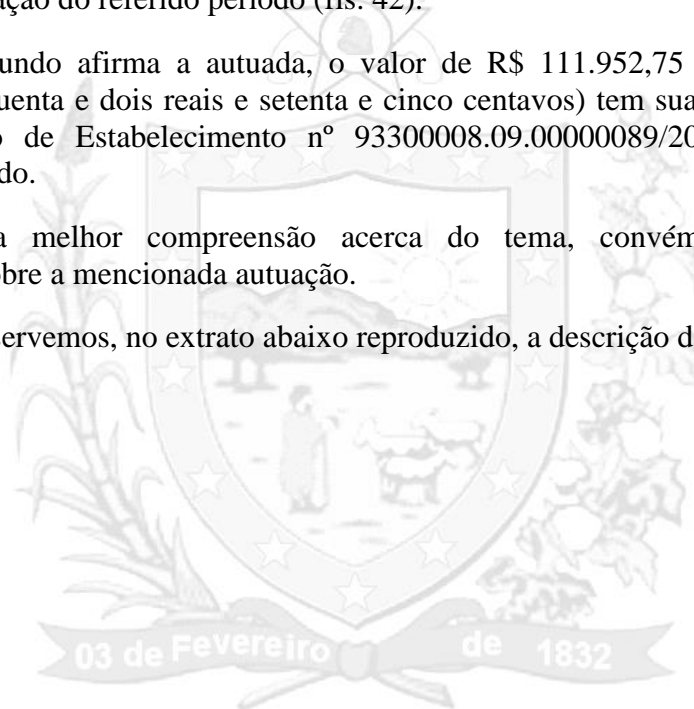 ação do referido período (fls. 42).
undo afirma a autuada, o valor de R$ 111.952,75
uenta e dois reais e setenta e cinco centavos) tem sua
o de Estabelecimento nº 93300008.09.00000089/20
do.
a melhor compreensão acerca do tema, convém
obre a mencionada autuação.
servemos, no extrato abaixo reproduzido, a descrição d
03 de Fevereiro de 1832